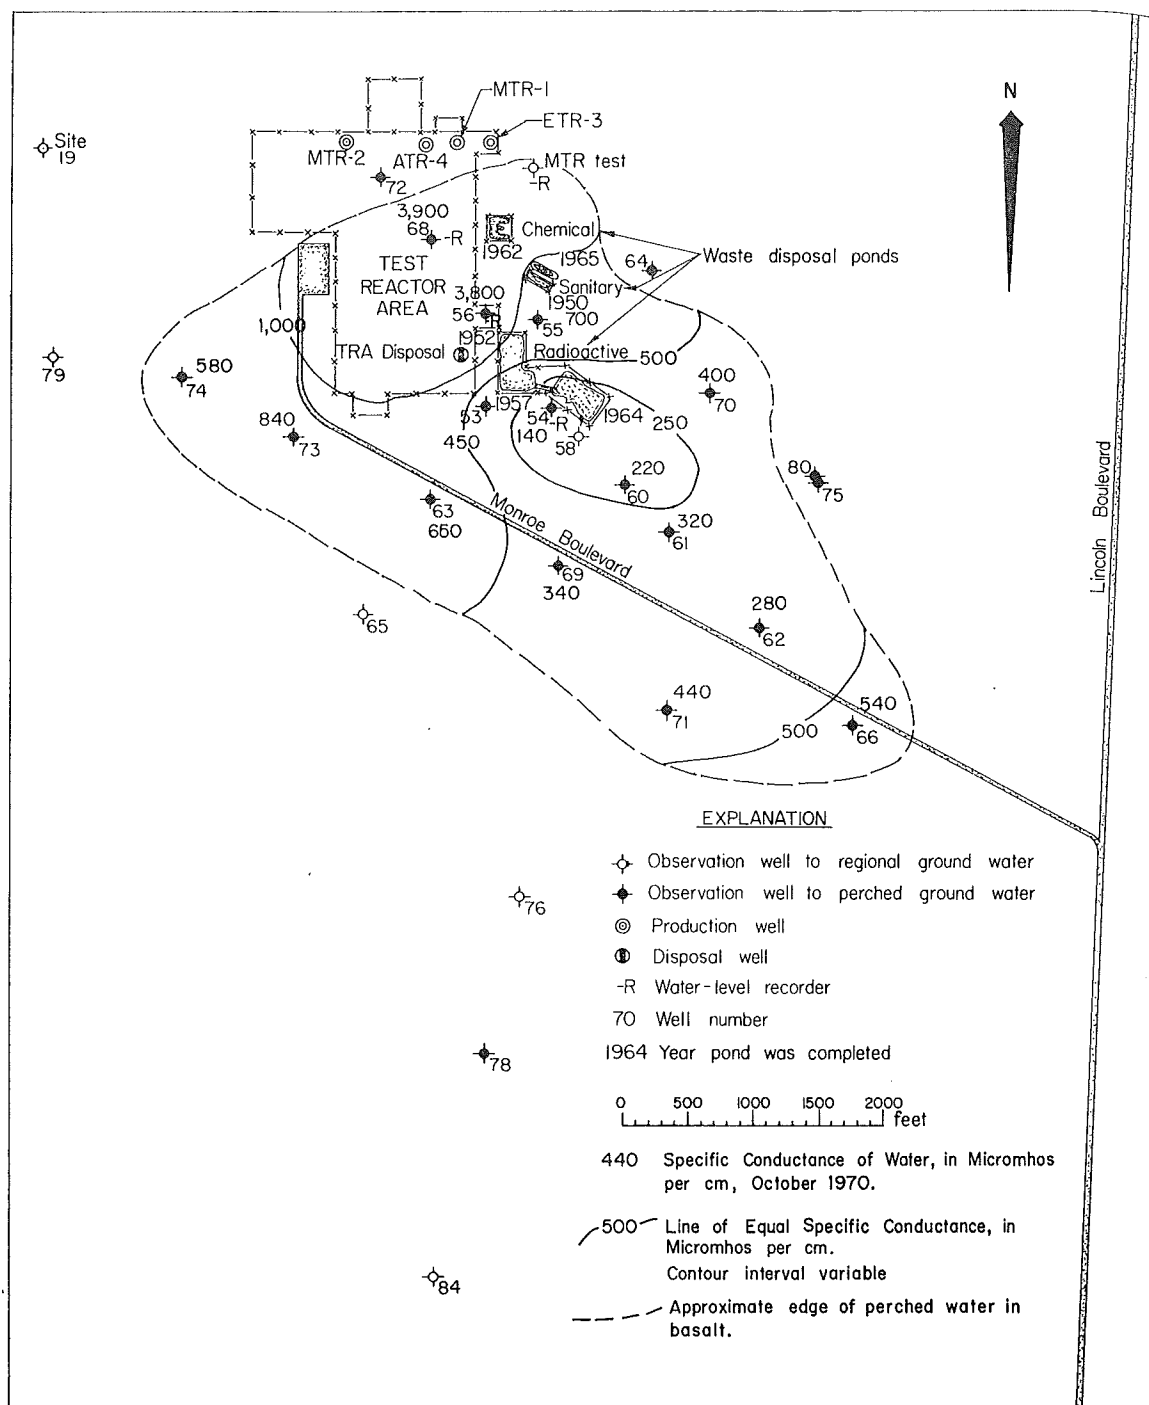 N
MTR-1
ETR-3
Site
19
MTR-2
ATR-4
MTR test
-R
72
3,900
68
-R
Chemical
1962
1965
64
Waste disposal ponds
TEST
REACTOR
AREA
Sanitary
1950
3,800
56
-R
1952
55
700
1,000
TRA Disposal
Radioactive
500
79
580
74
400
70
53
1957
54
-R
1964
140
58
250
450
840
73
220
60
80
75
Lincoln Boulevard
63
660
Monroe Boulevard
320
61
69
340
280
62
65
440
71
540
66
500
EXPLANATION
Observation well to regional ground water
Observation well to perched ground water
Production well
Disposal well
-R Water-level recorder
70 Well number
1964 Year pond was completed
76
78
84
0 500 1000 1500 2000
feet
440 Specific Conductance of Water, in Micromhos
per cm, October 1970.
500 Line of Equal Specific Conductance, in
Micromhos per cm.
Contour interval variable
Approximate edge of perched water in
basalt.